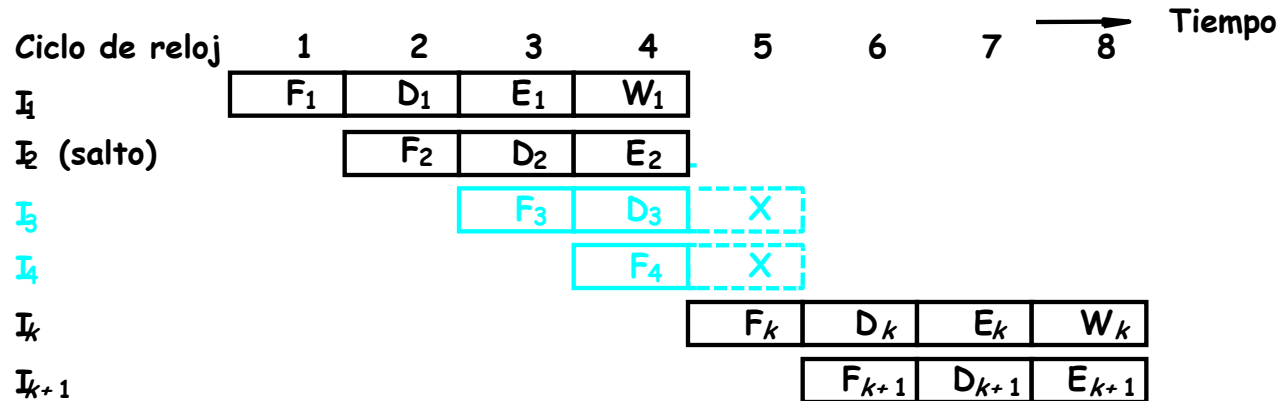 Tiempo
Ciclo de reloj 1 2 3 4 5 6 7 8
I1 F1 D1 E1 W1
I2 (salto) F2 D2 E2
I3 F3 D3 X
I4 F4 X
Ik Fk Dk Ek Wk
Ik+1 Fk+1 Dk+1 Ek+1